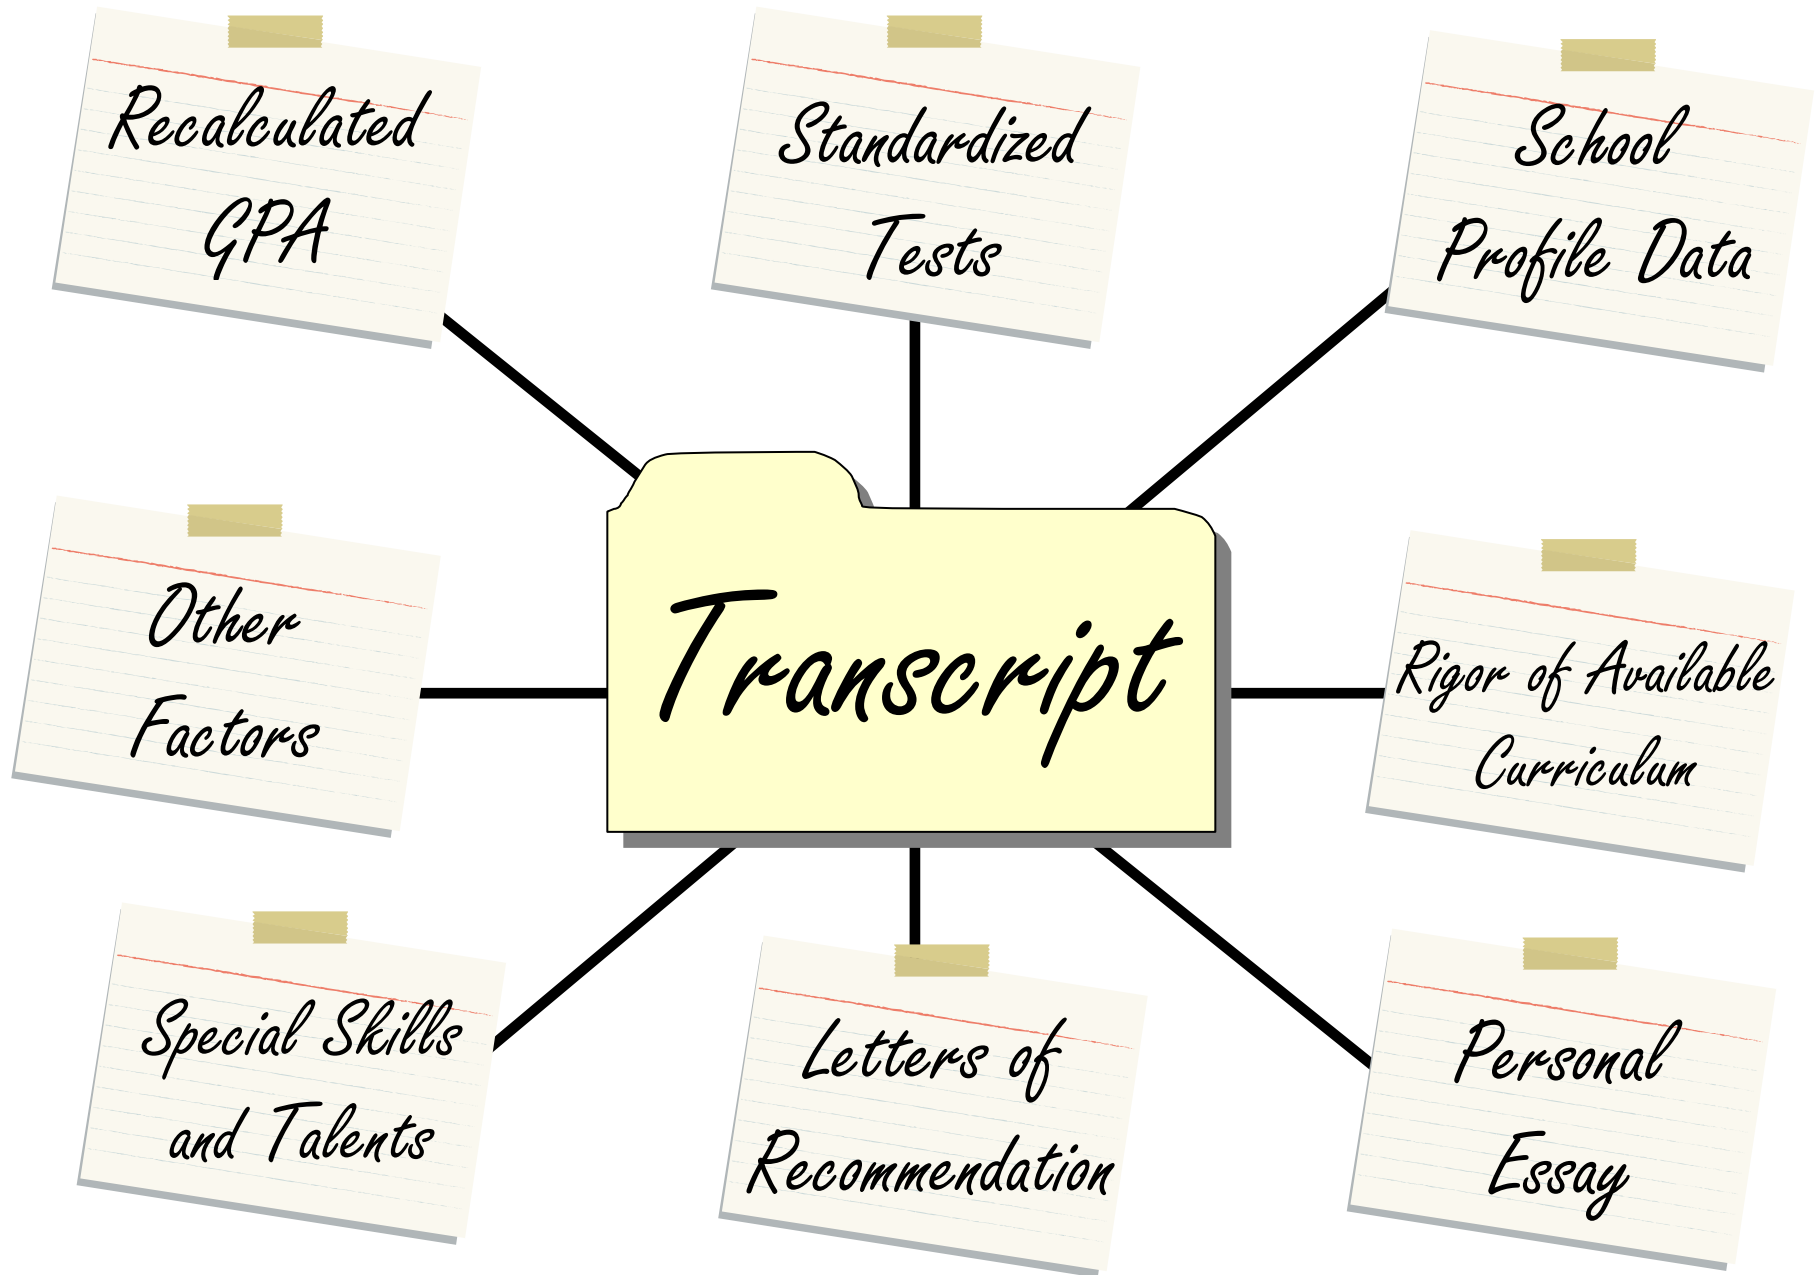 Recalculated
GPA
Standardized
Tests
School
Profile Data
Other
Factors
Transcript
Rigor of Available
Curriculum
Special Skills
and Talents
Letters of
Recommendation
Personal
Essay